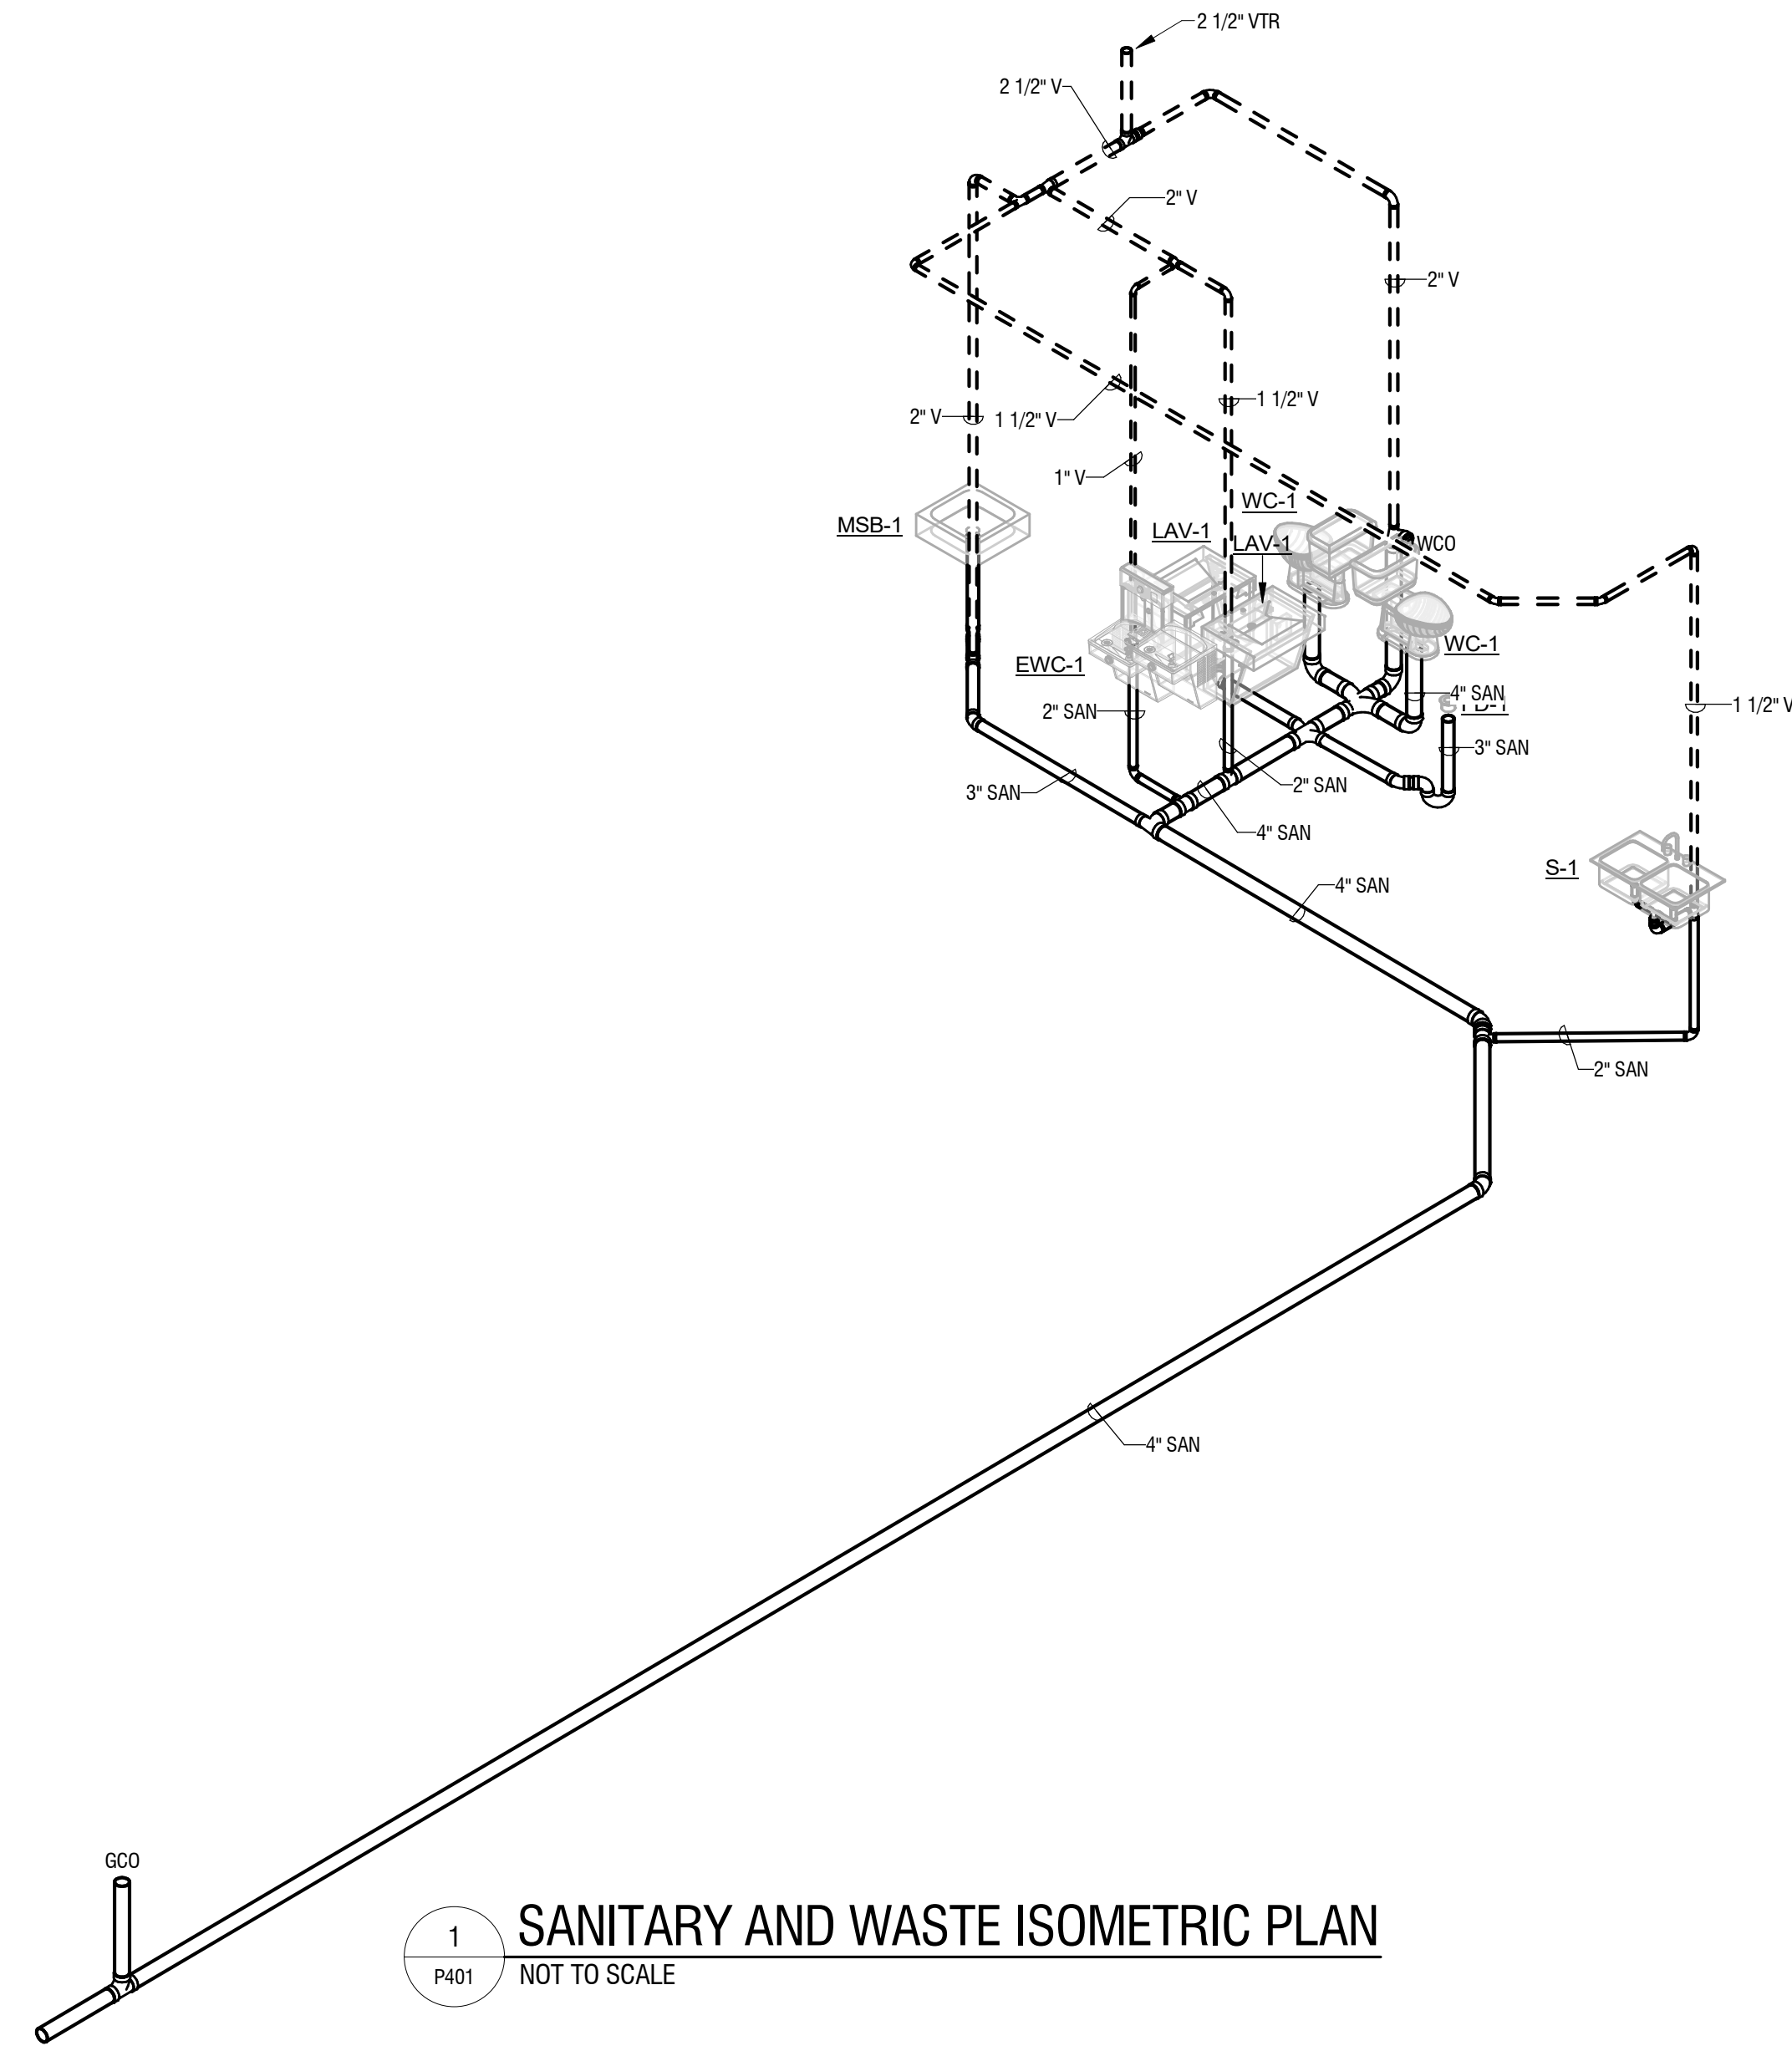 2 1/2" VTR
2 1/2" V
2" V
2" V
1 1/2" V
2" V
1 1/2" V
1" V
WC-1
MSB-1
LAV-1
LAV-1
WCO
WC-1
EWC-1
4" SAN
1 1/2" V
2" SAN
3" SAN
2" SAN
3" SAN
4" SAN
S-1
4" SAN
2" SAN
4" SAN
GCO
1
P401
SANITARY AND WASTE ISOMETRIC PLAN
NOT TO SCALE